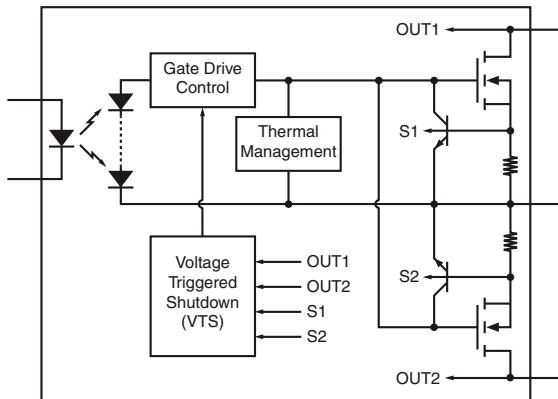 OUT1
Gate Drive
Control
Thermal
Management
S1
Voltage
Triggered
Shutdown
(VTS)
OUT1
OUT2
S1
S2
S2
OUT2